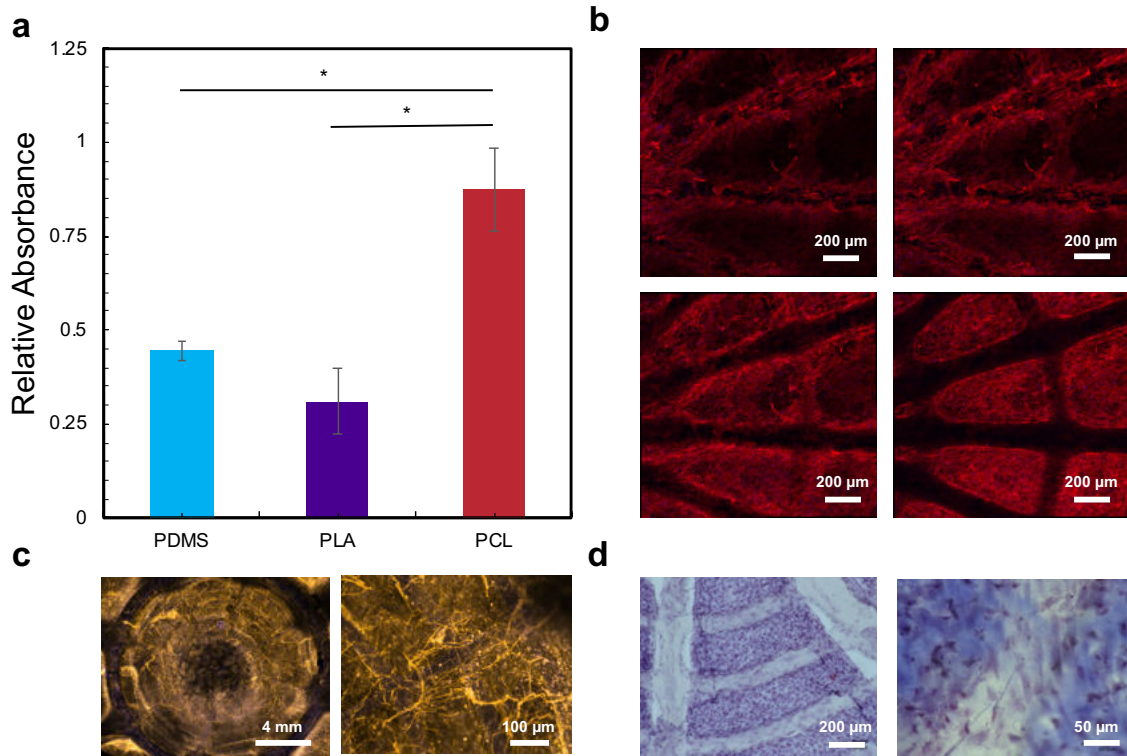 a
1.25
1
0.75
0.5
0.25
0
Relative Absorbance
*
*
PDMS
PLA
PCL
b
200 µm
200 µm
200 µm
200 µm
c
4 mm
100 µm
d
200 µm
50 µm